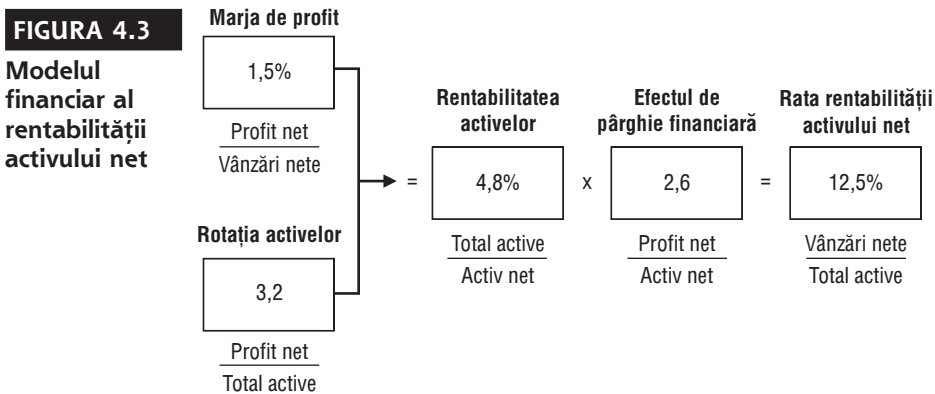 FIGURA 4.3
Modelul
financiar al
rentabilității
activului net
Marja de profit
1,5%
Profit net
Vânzări nete
Rotația activelor
3,2
Profit net
Total active
=
Rentabilitatea
activelor
4,8%
Total active
Activ net
x
Efectul de
pârghie financiară
2,6
Profit net
Activ net
=
Rata rentabilității
activului net
12,5%
Vânzări nete
Total active